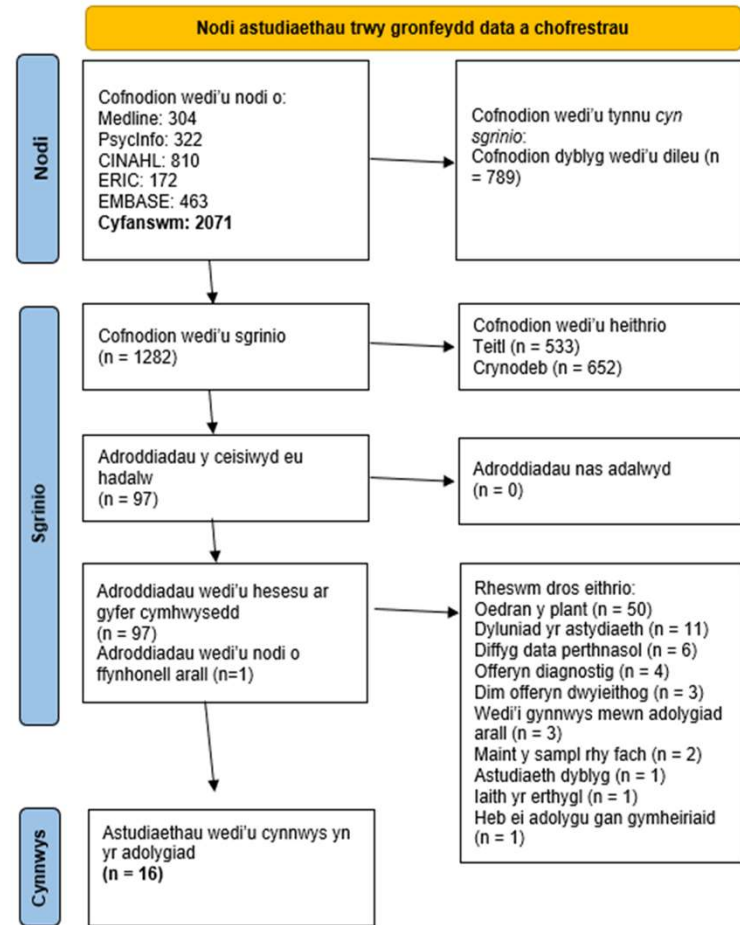 Nodi astudiaethau trwy gronfeydd data a chofrestrau
Nodi
Cofnodion wedi'u nodi o:
Medline: 304
PsycInfo: 322
CINAHL: 810
ERIC: 172
EMBASE: 463
Cyfanswm: 2071
Cofnodion wedi'u tynnu cyn
sgrinio:
Cofnodion dyblyg wedi'u dileu (n
= 789)
Sgrinio
Cofnodion wedi'u sgrinio
(n = 1282)
Cofnodion wedi'u heithrio
Teitl (n = 533)
Crynodeb (n = 652)
Adroddiadau y ceisiwyd eu
hadalw
(n = 97)
Adroddiadau nas adalwyd
(n = 0)
Adroddiadau wedi'u hesesu ar
gyfer cymhwysedd
(n = 97)
Adroddiadau wedi'u nodi o
ffynhonell arall (n=1)
Rheswm dros eithrio:
Oedran y plant (n = 50)
Dyluniad yr astydiaeth (n = 11)
Diffyg data perthnasol (n = 6)
Offeryn diagnostig (n = 4)
Dim offeryn dwyieithog (n = 3)
Wedi'i gynnwys mewn adolygiad
arall (n = 3)
Maint y sampl rhy fach (n = 2)
Astudiaeth dyblyg (n = 1)
Iaith yr erthygl (n = 1)
Heb ei adolygu gan gymheiriaid
(n = 1)
Cynnwys
Astudiaethau wedi'u cynnwys yn
yr adolygiad
(n = 16)